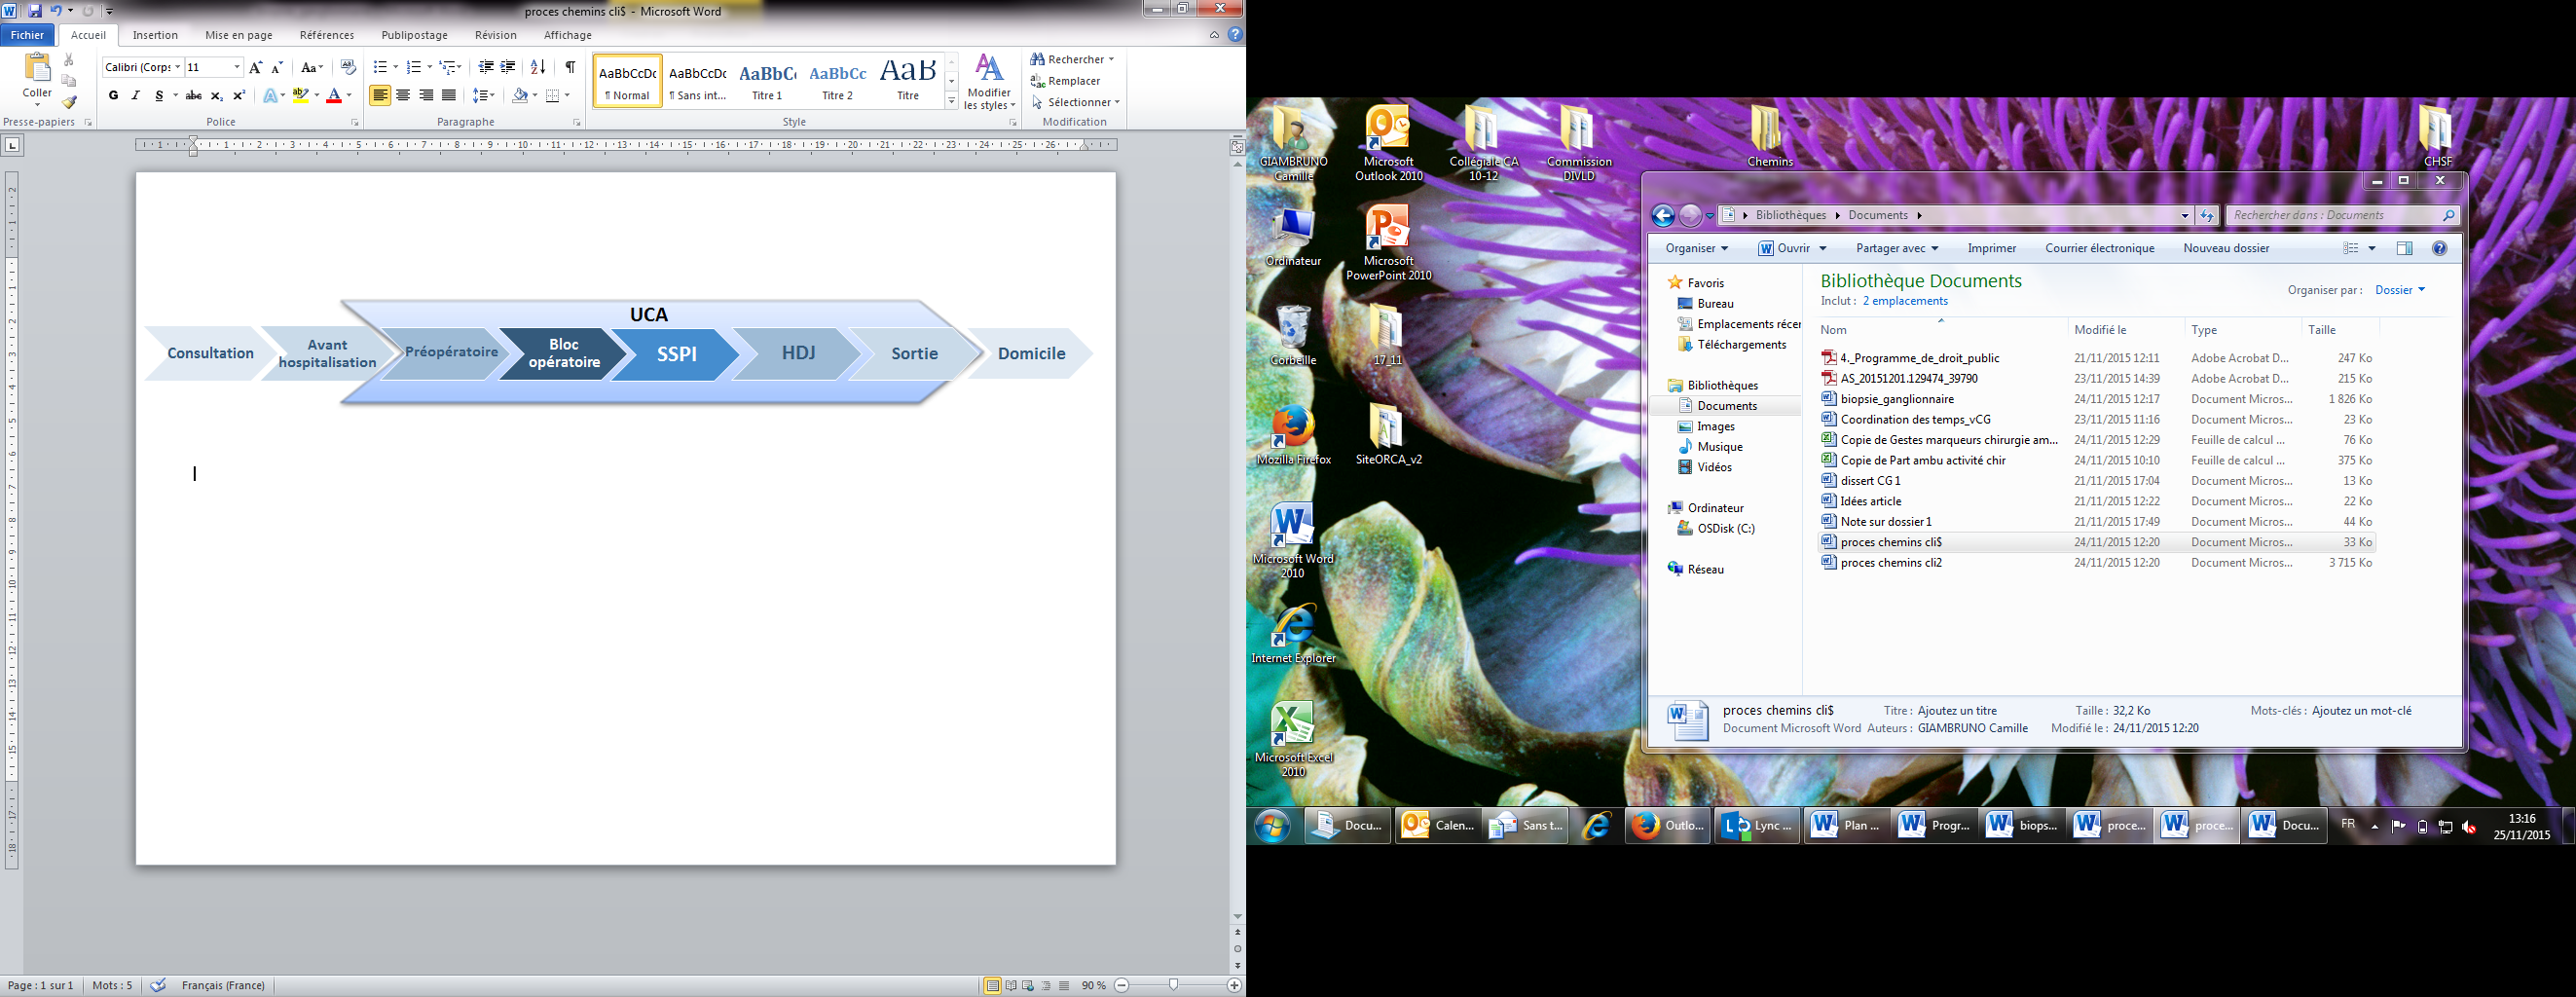 proces chemins cli$ - Microsoft Word
Fichier Accueil Insertion Mise en page Références Publipostage Révision Affichage
Coller
Calibri (Corps 11
G I S abc
AaBbCcDc AaBbCcDc AaBbC AaBbCc AaB
¶ Normal ¶ Sans int... Titre 1 Titre 2 Titre
Modifier
les styles
Rechercher
Remplacer
Sélectionner
Presse-papiers Police Paragraphe Style Modification
UCA
Consultation
Avant
hospitalisation
Préopératoire
Bloc
opératoire
SSPI
HDJ
Sortie
Domicile
Page : 1 sur 1 Mots : 5 Français (France) 90 %
GIAMBRUNO
Camille
Microsoft
Outlook 2010
Collégiale CA
10-12
Commission
DIVLD
Chemins
CHSF
Ordinateur
Microsoft
PowerPoint 2010
Corbeille
17_11
Mozilla Firefox
SiteORCA_v2
Microsoft Word
2010
Internet Explorer
Microsoft Excel
2010
Bibliothèques Documents
Rechercher dans : Documents
Organiser Ouvrir Partager avec Imprimer Courrier électronique Nouveau dossier
Favoris
Bureau
Emplacements récer
Téléchargements
Bibliothèques
Documents
Images
Musique
Vidéos
Ordinateur
OSDisk (C:)
Réseau
Bibliothèque Documents
Inclut : 2 emplacements
Organiser par : Dossier
Nom Modifié le Type Taille
4._Programme_de_droit_public 21/11/2015 12:11 Adobe Acrobat D... 247 Ko
AS_20151201.129474_39790 23/11/2015 14:39 Adobe Acrobat D... 215 Ko
biopsie_ganglionnaire 24/11/2015 12:17 Document Micros... 1 826 Ko
Coordination des temps_vCG 23/11/2015 11:16 Document Micros... 23 Ko
Copie de Gestes marqueurs chirurgie am... 24/11/2015 12:29 Feuille de calcul ... 76 Ko
Copie de Part ambu activité chir 24/11/2015 10:10 Feuille de calcul ... 375 Ko
dissert CG 1 21/11/2015 17:04 Document Micros... 13 Ko
Idées article 21/11/2015 12:22 Document Micros... 22 Ko
Note sur dossier 1 21/11/2015 17:49 Document Micros... 44 Ko
proces chemins cli$ 24/11/2015 12:20 Document Micros... 33 Ko
proces chemins cli2 24/11/2015 12:20 Document Micros... 3 715 Ko
proces chemins cli$ Titre : Ajoutez un titre Taille : 32,2 Ko Mots-clés : Ajoutez un mot-clé
Document Microsoft Word Auteurs : GIAMBRUNO Camille Modifié le : 24/11/2015 12:20
Docu... Calen... Sans t... Outlo... Lync ... Plan ... Progr... biops... proce... proce... Docu... FR
13:16
25/11/2015